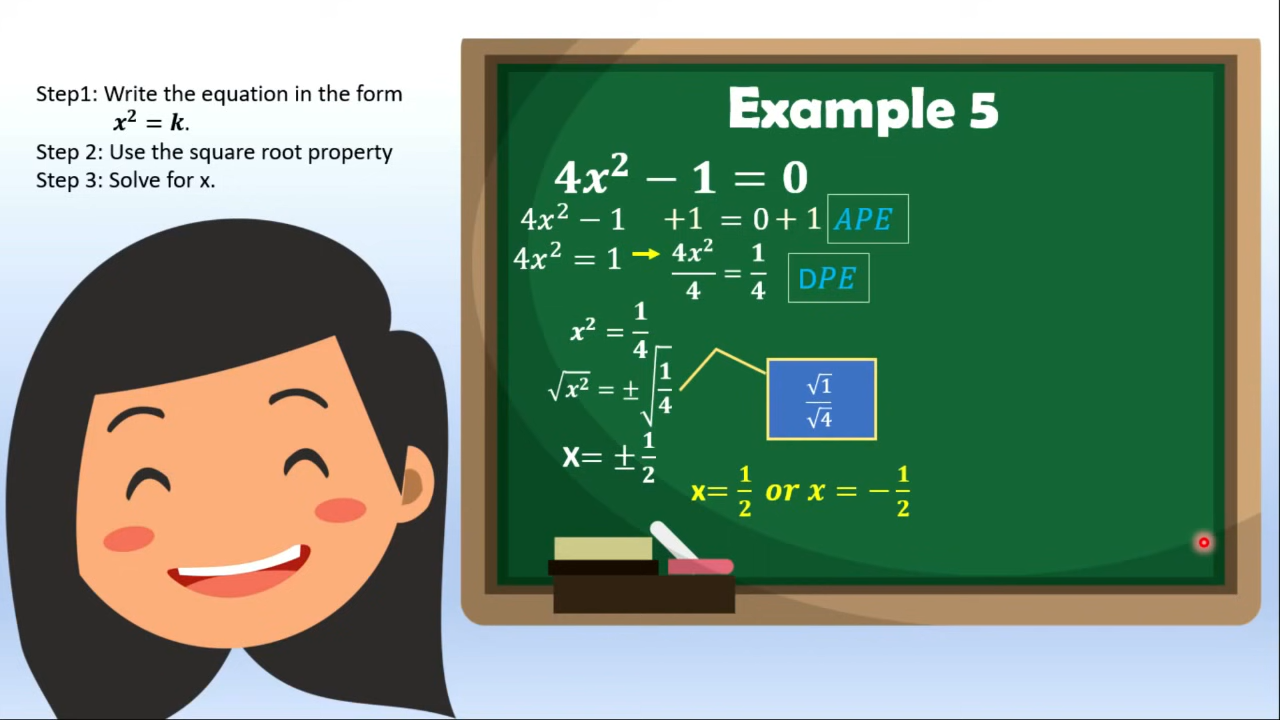 Step1: Write the equation in the form
x² = k.
Step 2: Use the square root property
Step 3: Solve for x.
Example 5
4x² − 1 = 0
4x² − 1 +1 = 0 + 1 APE
4x² = 1 → 4x²/4 = 1/4 DPE
x² = 1/4
√x² = ± √1/4
√1/√4
X= ± 1/2
x= 1/2 or x = − 1/2